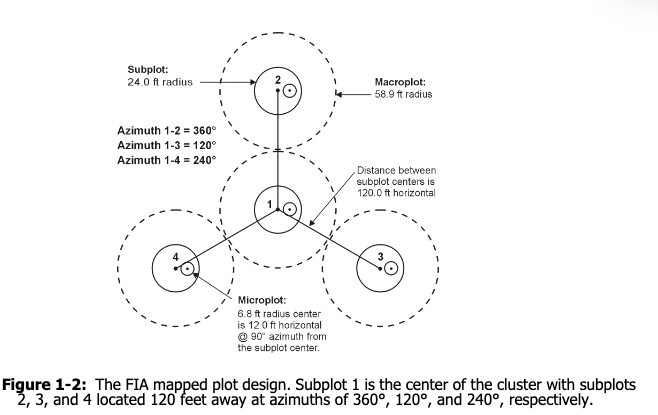 Subplot:
24.0 ft radius
2
Macroplot:
58.9 ft radius
Azimuth 1-2 = 360°
Azimuth 1-3 = 120°
Azimuth 1-4 = 240°
Distance between
subplot centers is
120.0 ft horizontal
1
4
3
Microplot:
6.8 ft radius center
is 12.0 ft horizontal
@ 90° azimuth from
the subplot center.
Figure 1-2: The FIA mapped plot design. Subplot 1 is the center of the cluster with subplots
2, 3, and 4 located 120 feet away at azimuths of 360°, 120°, and 240°, respectively.